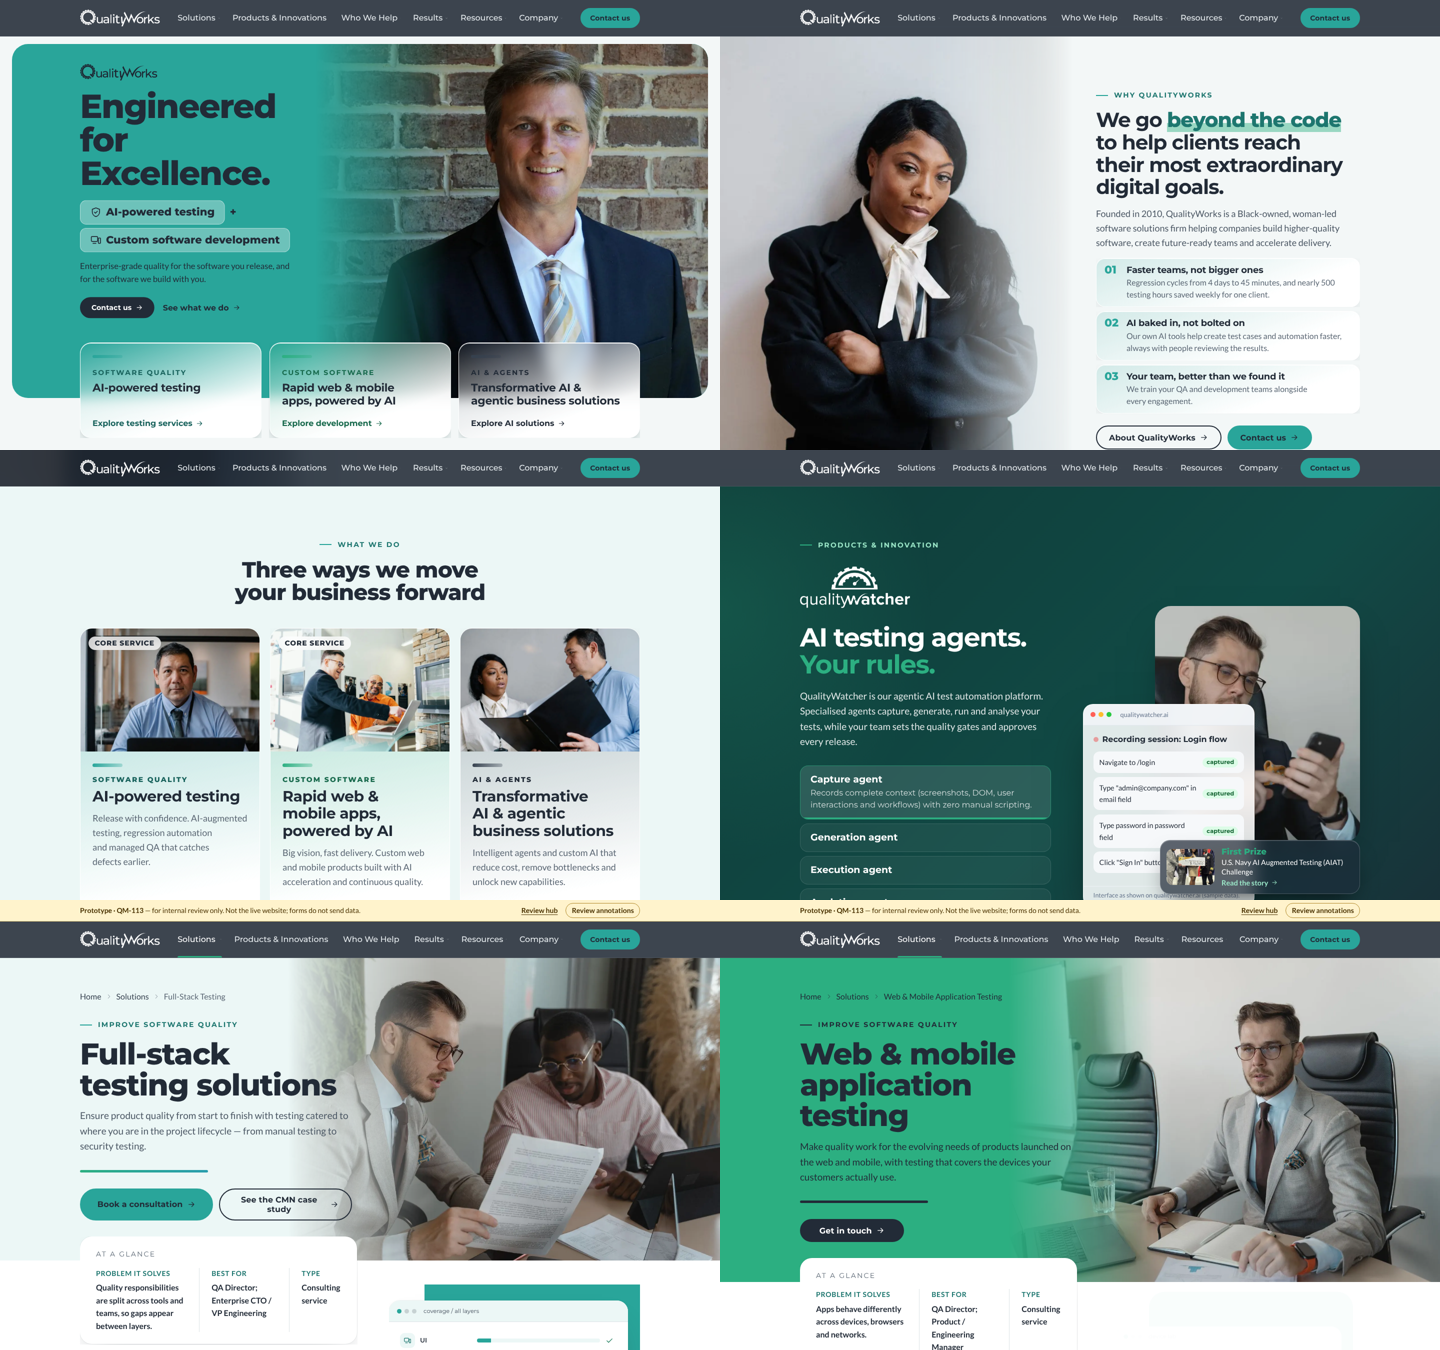 QualityWorks
Solutions Products & Innovations Who We Help Results Resources Company Contact us
QualityWorks
Engineered
for
Excellence.
AI-powered testing +
Custom software development
Enterprise-grade quality for the software you release, and
for the software we build with you.
Contact us → See what we do →
SOFTWARE QUALITY
AI-powered testing
Explore testing services →
CUSTOM SOFTWARE
Rapid web & mobile
apps, powered by AI
Explore development →
AI & AGENTS
Transformative AI &
agentic business solutions
Explore AI solutions →
QualityWorks
Solutions Products & Innovations Who We Help Results Resources Company Contact us
WHY QUALITYWORKS
We go beyond the code
to help clients reach
their most extraordinary
digital goals.
Founded in 2010, QualityWorks is a Black-owned, woman-led
software solutions firm helping companies build higher-quality
software, create future-ready teams and accelerate delivery.
01 Faster teams, not bigger ones
Regression cycles from 4 days to 45 minutes, and nearly 500
testing hours saved weekly for one client.
02 AI baked in, not bolted on
Our own AI tools help create test cases and automation faster,
always with people reviewing the results.
03 Your team, better than we found it
We train your QA and development teams alongside
every engagement.
About QualityWorks → Contact us →
QualityWorks
Solutions Products & Innovations Who We Help Results Resources Company Contact us
WHAT WE DO
Three ways we move
your business forward
CORE SERVICE
SOFTWARE QUALITY
AI-powered testing
Release with confidence. AI-augmented
testing, regression automation
and managed QA that catches
defects earlier.
CORE SERVICE
CUSTOM SOFTWARE
Rapid web &
mobile apps,
powered by AI
Big vision, fast delivery. Custom web
and mobile products built with AI
acceleration and continuous quality.
AI & AGENTS
Transformative
AI & agentic
business solutions
Intelligent agents and custom AI that
reduce cost, remove bottlenecks and
unlock new capabilities.
QualityWorks
Solutions Products & Innovations Who We Help Results Resources Company Contact us
PRODUCTS & INNOVATION
qualitywatcher
AI testing agents.
Your rules.
QualityWatcher is our agentic AI test automation platform.
Specialised agents capture, generate, run and analyse your
tests, while your team sets the quality gates and approves
every release.
Capture agent
Records complete context (screenshots, DOM, user
interactions and workflows) with zero manual scripting.
Generation agent
Execution agent
qualitywatcher.ai
Recording session: Login flow
Navigate to /login captured
Type "admin@company.com" in
email field captured
Type password in password
field captured
Click "Sign In" button
First Prize
U.S. Navy AI Augmented Testing (AIAT)
Challenge
Read the story →
Prototype · QM-113 — for internal review only. Not the live website; forms do not send data. Review hub Review annotations
QualityWorks
Solutions Products & Innovations Who We Help Results Resources Company Contact us
Home › Solutions › Full-Stack Testing
IMPROVE SOFTWARE QUALITY
Full-stack
testing solutions
Ensure product quality from start to finish with testing catered to
where you are in the project lifecycle — from manual testing to
security testing.
Book a consultation → See the CMN case
study →
AT A GLANCE
PROBLEM IT SOLVES
Quality responsibilities
are split across tools and
teams, so gaps appear
between layers.
BEST FOR
QA Director;
Enterprise CTO /
VP Engineering
TYPE
Consulting
service
coverage / all layers
UI
Prototype · QM-113 — for internal review only. Not the live website; forms do not send data. Review hub Review annotations
QualityWorks
Solutions Products & Innovations Who We Help Results Resources Company Contact us
Home › Solutions › Web & Mobile Application Testing
IMPROVE SOFTWARE QUALITY
Web & mobile
application
testing
Make quality work for the evolving needs of products launched on
the web and mobile, with testing that covers the devices your
customers actually use.
Get in touch →
AT A GLANCE
PROBLEM IT SOLVES
Apps behave differently
across devices, browsers
and networks.
BEST FOR
QA Director;
Product /
Engineering
Manager
TYPE
Consulting
service